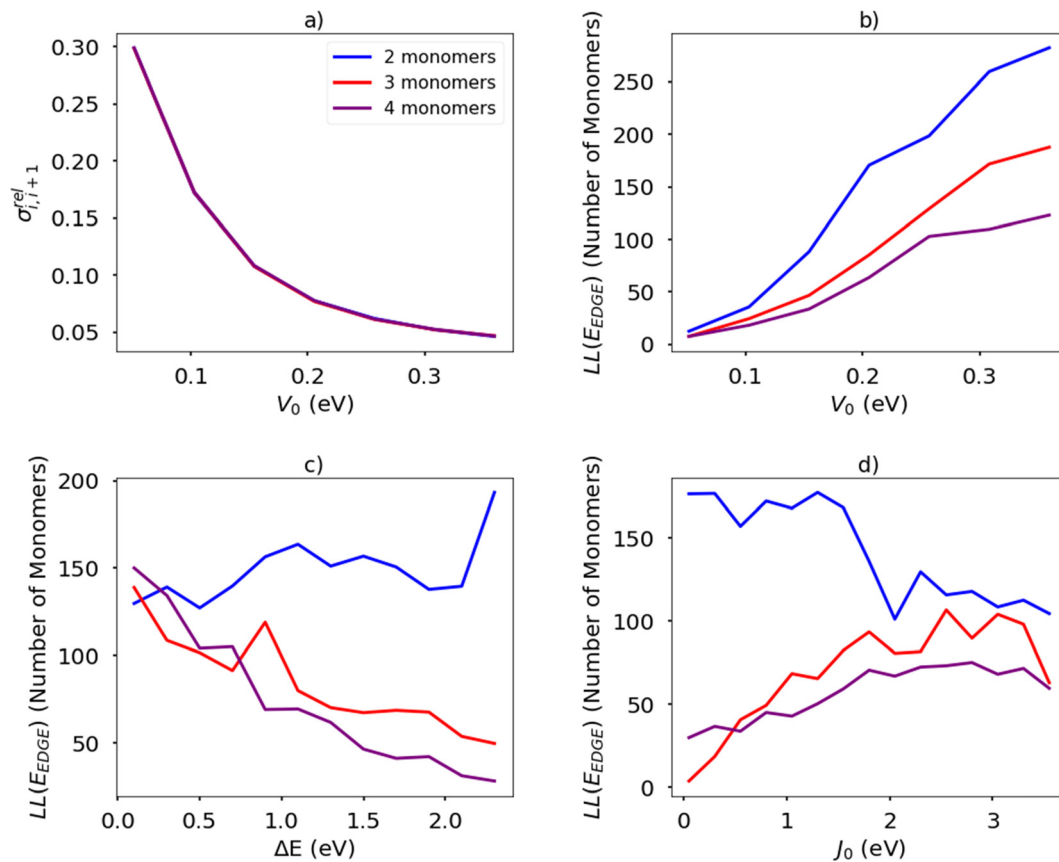 a)
0.30
0.25
0.20
0.15
0.10
0.05
σ^{rel}_{i,i+1}
2 monomers
3 monomers
4 monomers
0.1 0.2 0.3
V_0 (eV)
b)
250
200
150
100
50
0
LL(E_{EDGE}) (Number of Monomers)
0.1 0.2 0.3
V_0 (eV)
c)
200
150
100
50
LL(E_{EDGE}) (Number of Monomers)
0.0 0.5 1.0 1.5 2.0
ΔE (eV)
d)
150
100
50
0
LL(E_{EDGE}) (Number of Monomers)
0 1 2 3
J_0 (eV)